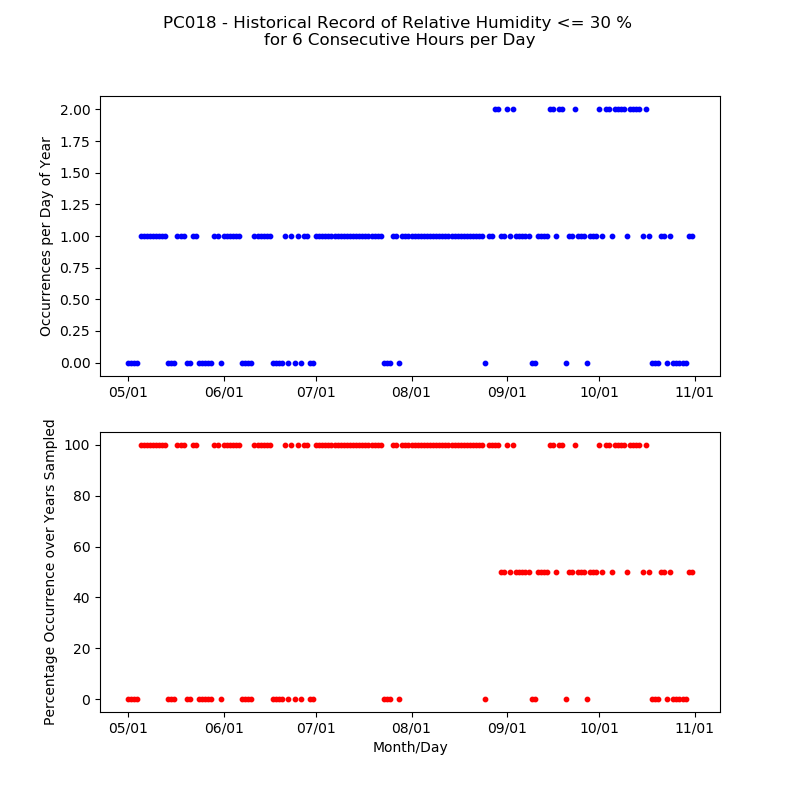 PC018 - Historical Record of Relative Humidity <= 30 %
for 6 Consecutive Hours per Day
Occurrences per Day of Year
2.00
1.75
1.50
1.25
1.00
0.75
0.50
0.25
0.00
05/01 06/01 07/01 08/01 09/01 10/01 11/01
Percentage Occurrence over Years Sampled
100
80
60
40
20
0
05/01 06/01 07/01 08/01 09/01 10/01 11/01
Month/Day